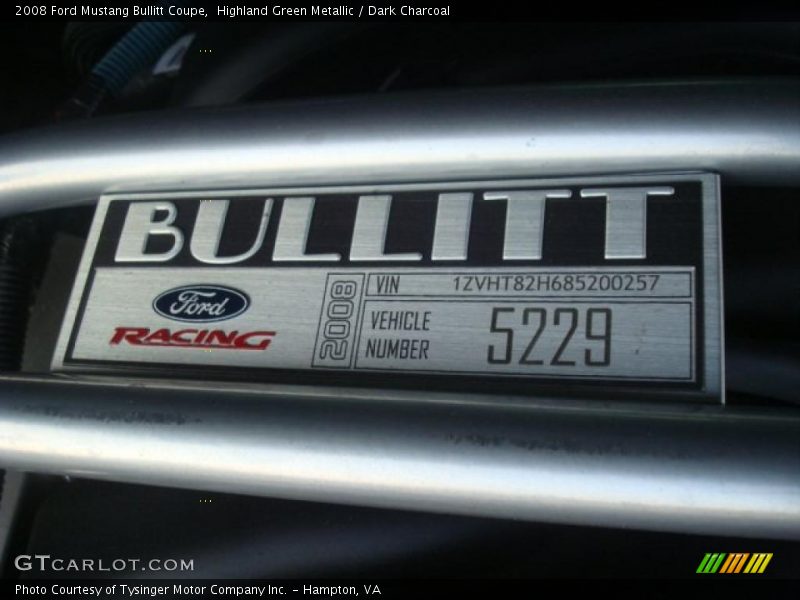 2008 Ford Mustang Bullitt Coupe,  Highland Green Metallic / Dark Charcoal
BULLITT
Ford
RACING
2008
VIN 1ZVHT82H685200257
VEHICLE NUMBER 5229
GTCARLOT.COM
Photo Courtesy of Tysinger Motor Company Inc. – Hampton, VA